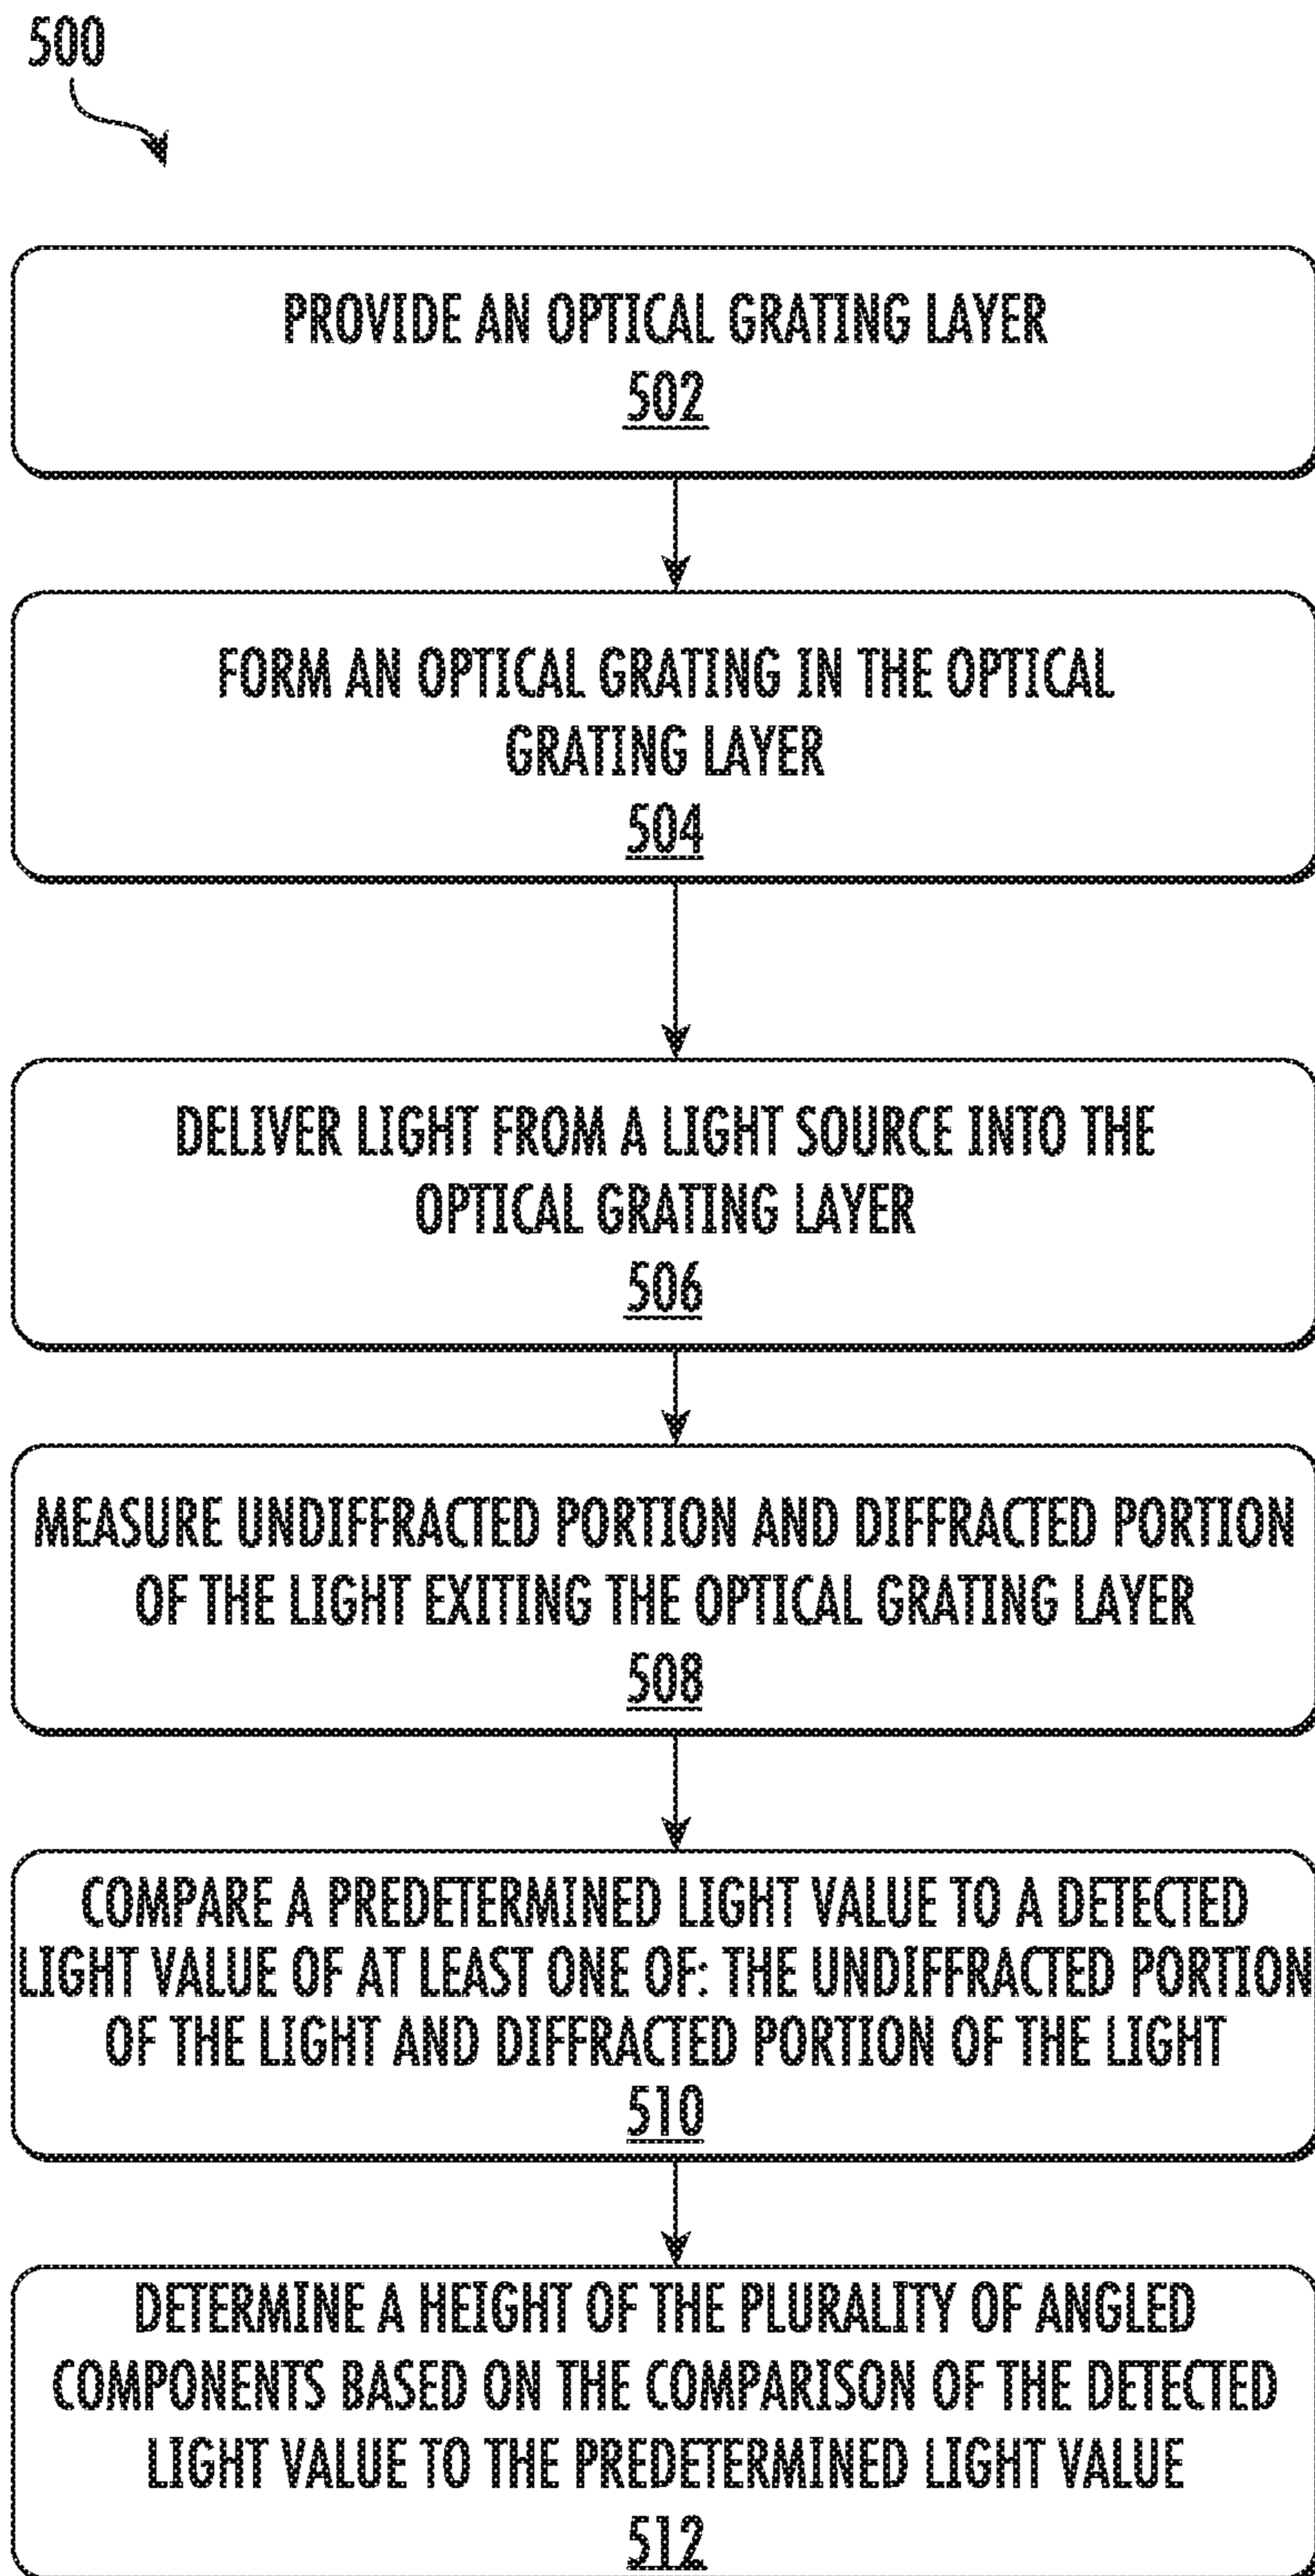 500
PROVIDE AN OPTICAL GRATING LAYER
502
FORM AN OPTICAL GRATING IN THE OPTICAL
GRATING LAYER
504
DELIVER LIGHT FROM A LIGHT SOURCE INTO THE
OPTICAL GRATING LAYER
506
MEASURE UNDIFFRACTED PORTION AND DIFFRACTED PORTION
OF THE LIGHT EXITING THE OPTICAL GRATING LAYER
508
COMPARE A PREDETERMINED LIGHT VALUE TO A DETECTED
LIGHT VALUE OF AT LEAST ONE OF: THE UNDIFFRACTED PORTION
OF THE LIGHT AND DIFFRACTED PORTION OF THE LIGHT
510
DETERMINE A HEIGHT OF THE PLURALITY OF ANGLED
COMPONENTS BASED ON THE COMPARISON OF THE DETECTED
LIGHT VALUE TO THE PREDETERMINED LIGHT VALUE
512